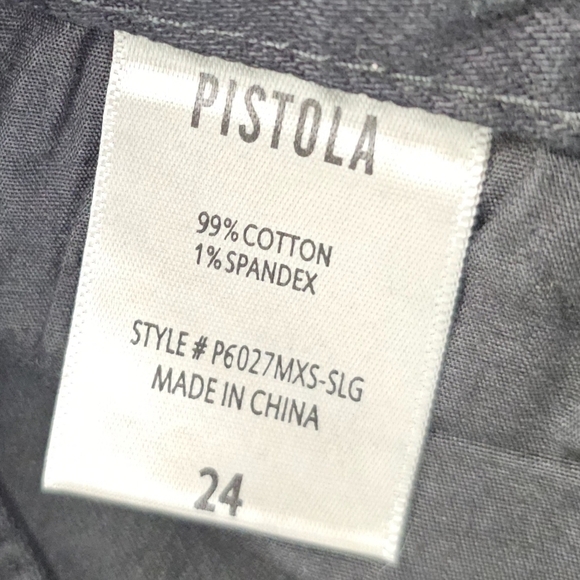 PISTOLA
99% COTTON
1% SPANDEX
STYLE # P6027MXS-SLG
MADE IN CHINA
24